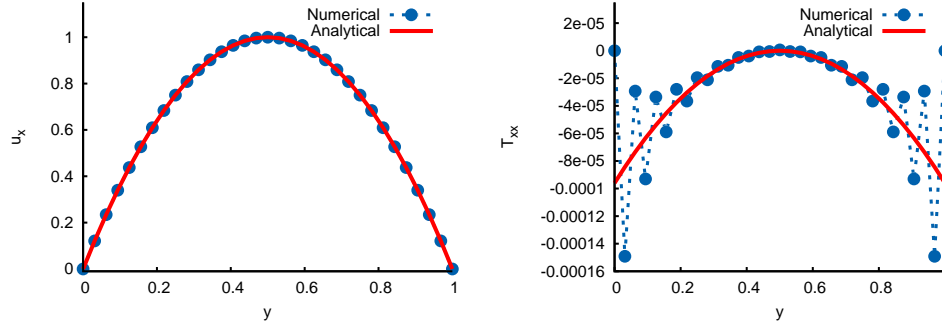 Numerical
Analytical
1
0.8
0.6
0.4
0.2
0
0 0.2 0.4 0.6 0.8 1
u_x
y
Numerical
Analytical
2e-05
0
-2e-05
-4e-05
-6e-05
-8e-05
-0.0001
-0.00012
-0.00014
-0.00016
0 0.2 0.4 0.6 0.8
T_xx
y